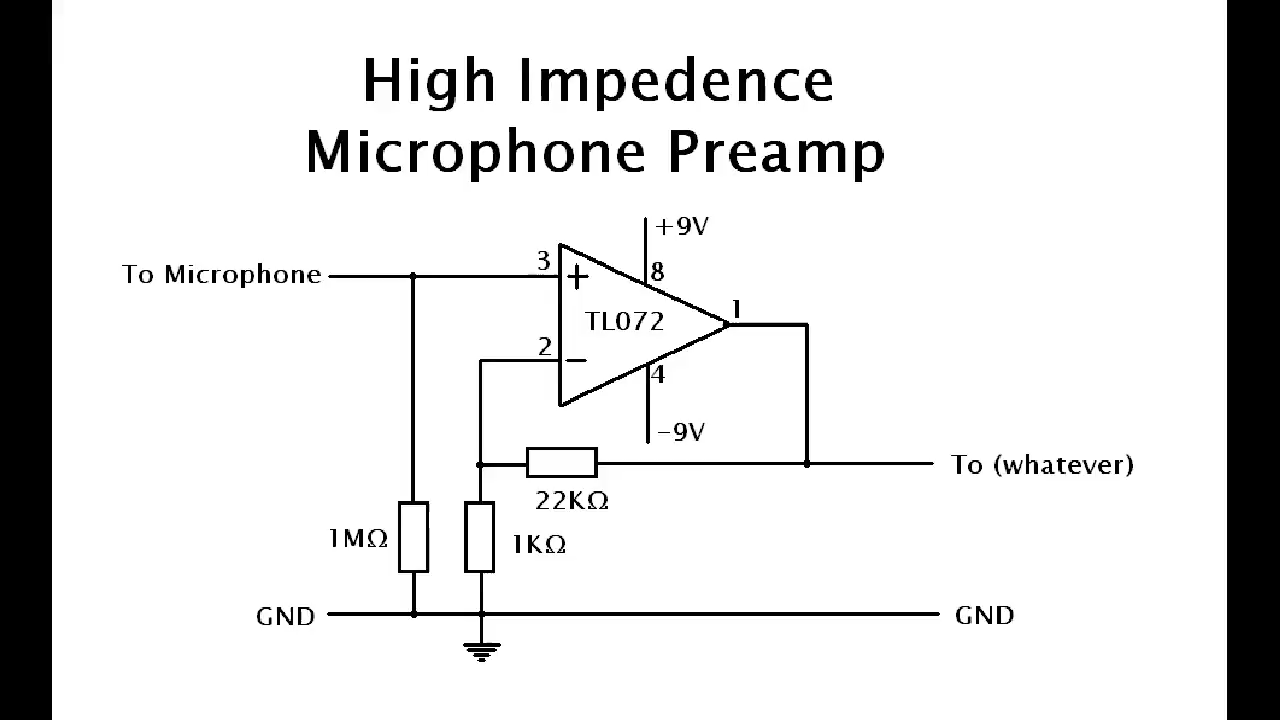 High Impedence
Microphone Preamp
+9V
3
8
To Microphone
+
1
TL072
2
−
4
-9V
To (whatever)
22KΩ
1MΩ
1KΩ
GND
GND